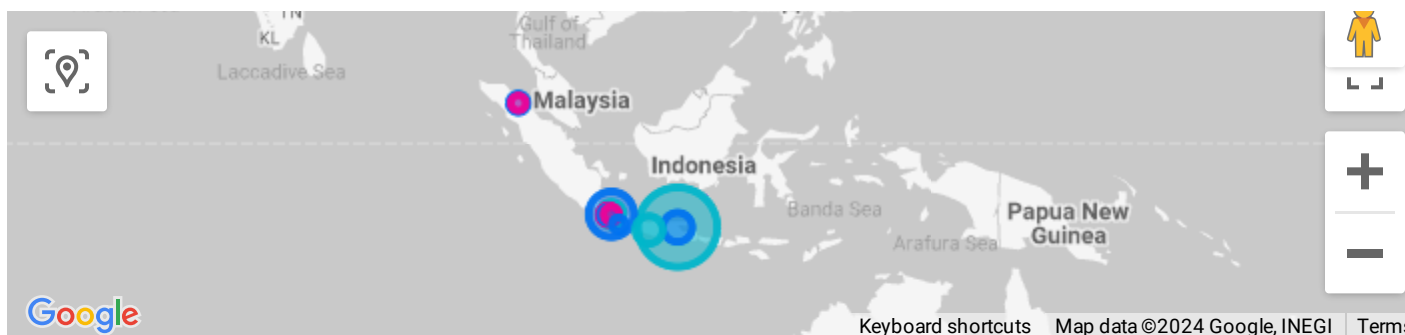 TN
KL
Laccadive Sea
Gulf of
Thailand
Malaysia
Indonesia
Banda Sea
Arafura Sea
Papua New
Guinea
Google
Keyboard shortcuts
Map data ©2024 Google, INEGI
Terms